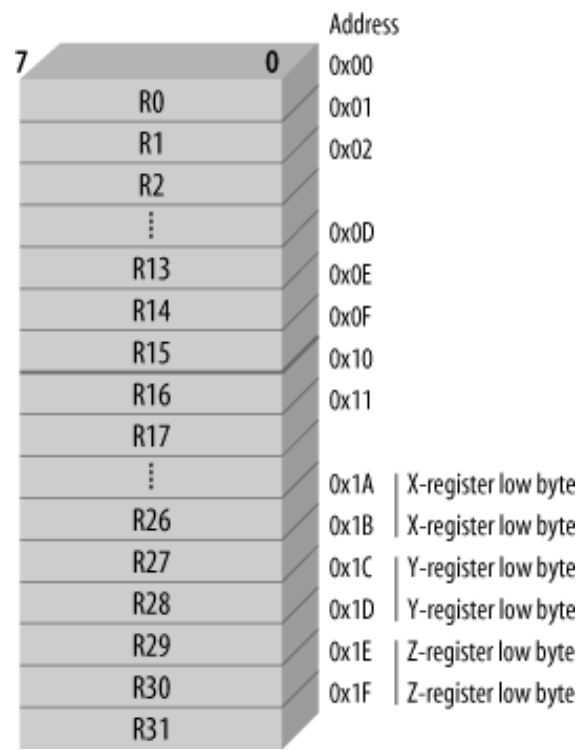 Address
7 0 0x00
R0 0x01
R1 0x02
R2
0x0D
R13 0x0E
R14 0x0F
R15 0x10
R16 0x11
R17
0x1A X-register low byte
R26 0x1B X-register low byte
R27 0x1C Y-register low byte
R28 0x1D Y-register low byte
R29 0x1E Z-register low byte
R30 0x1F Z-register low byte
R31